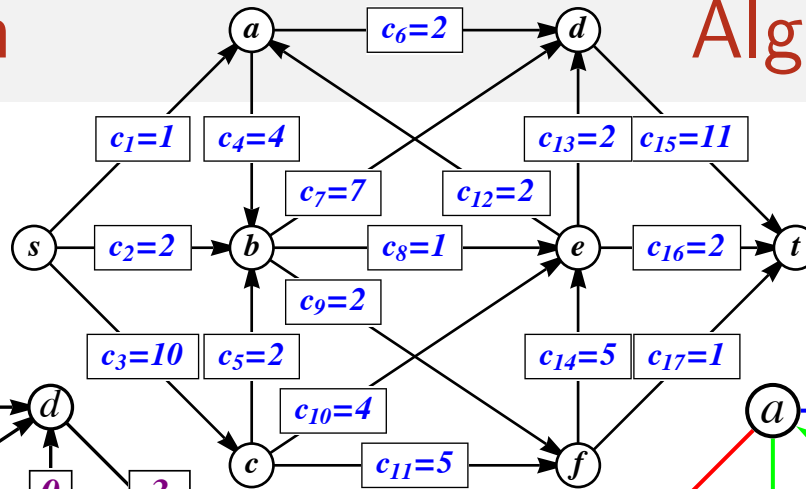 a
c6=2
d
Alg
c1=1
c4=4
c13=2
c15=11
c7=7
c12=2
s
c2=2
b
c8=1
e
c16=2
t
c9=2
c3=10
c5=2
c14=5
c17=1
d
c10=4
a
c
c11=5
f